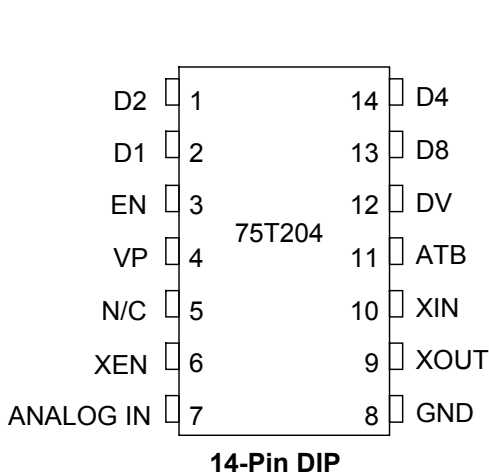 D2 1 14 D4
D1 2 13 D8
EN 3 12 DV
75T204
VP 4 11 ATB
N/C 5 10 XIN
XEN 6 9 XOUT
ANALOG IN 7 8 GND
14-Pin DIP